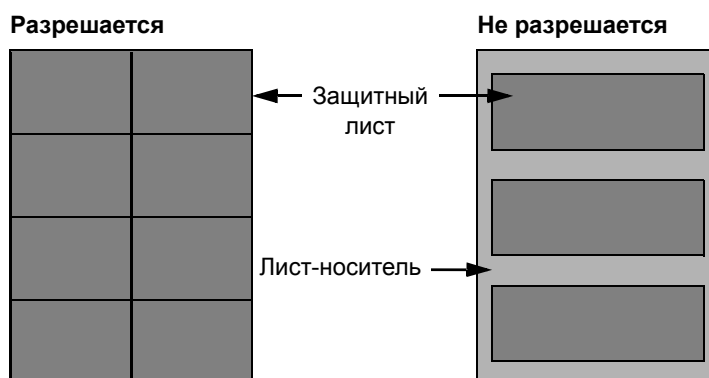 Разрешается
Не разрешается
Защитный
лист
Лист-носитель